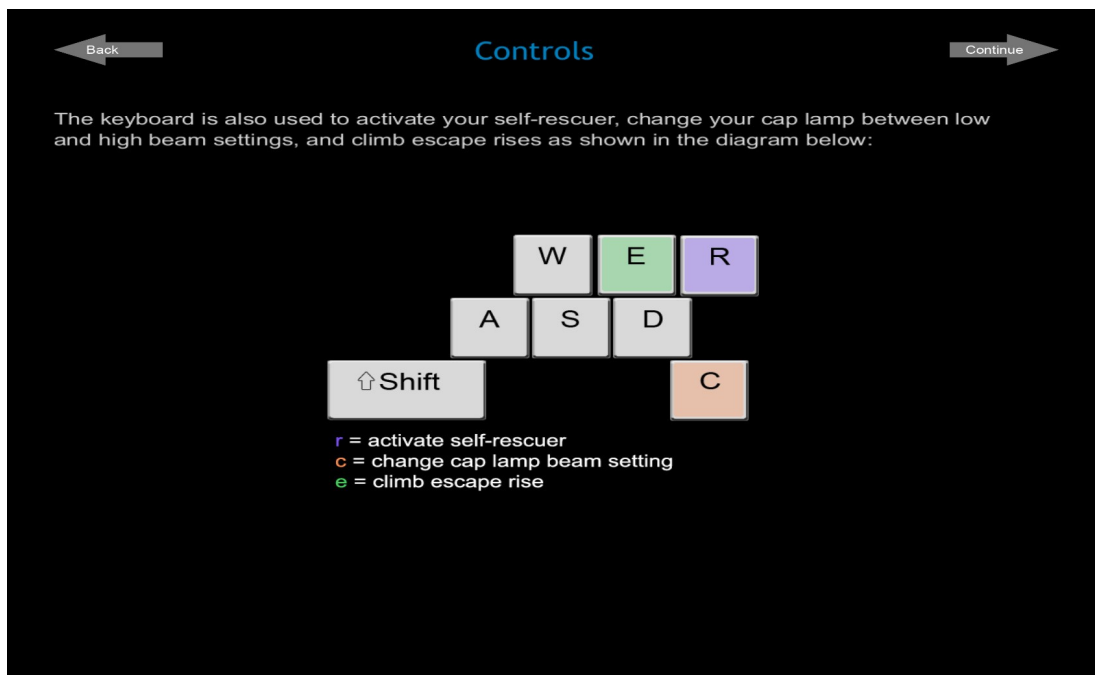 Back
Controls
Continue
The keyboard is also used to activate your self-rescuer, change your cap lamp between low
and high beam settings, and climb escape rises as shown in the diagram below:
W E R
A S D
⇧Shift C
r = activate self-rescuer
c = change cap lamp beam setting
e = climb escape rise